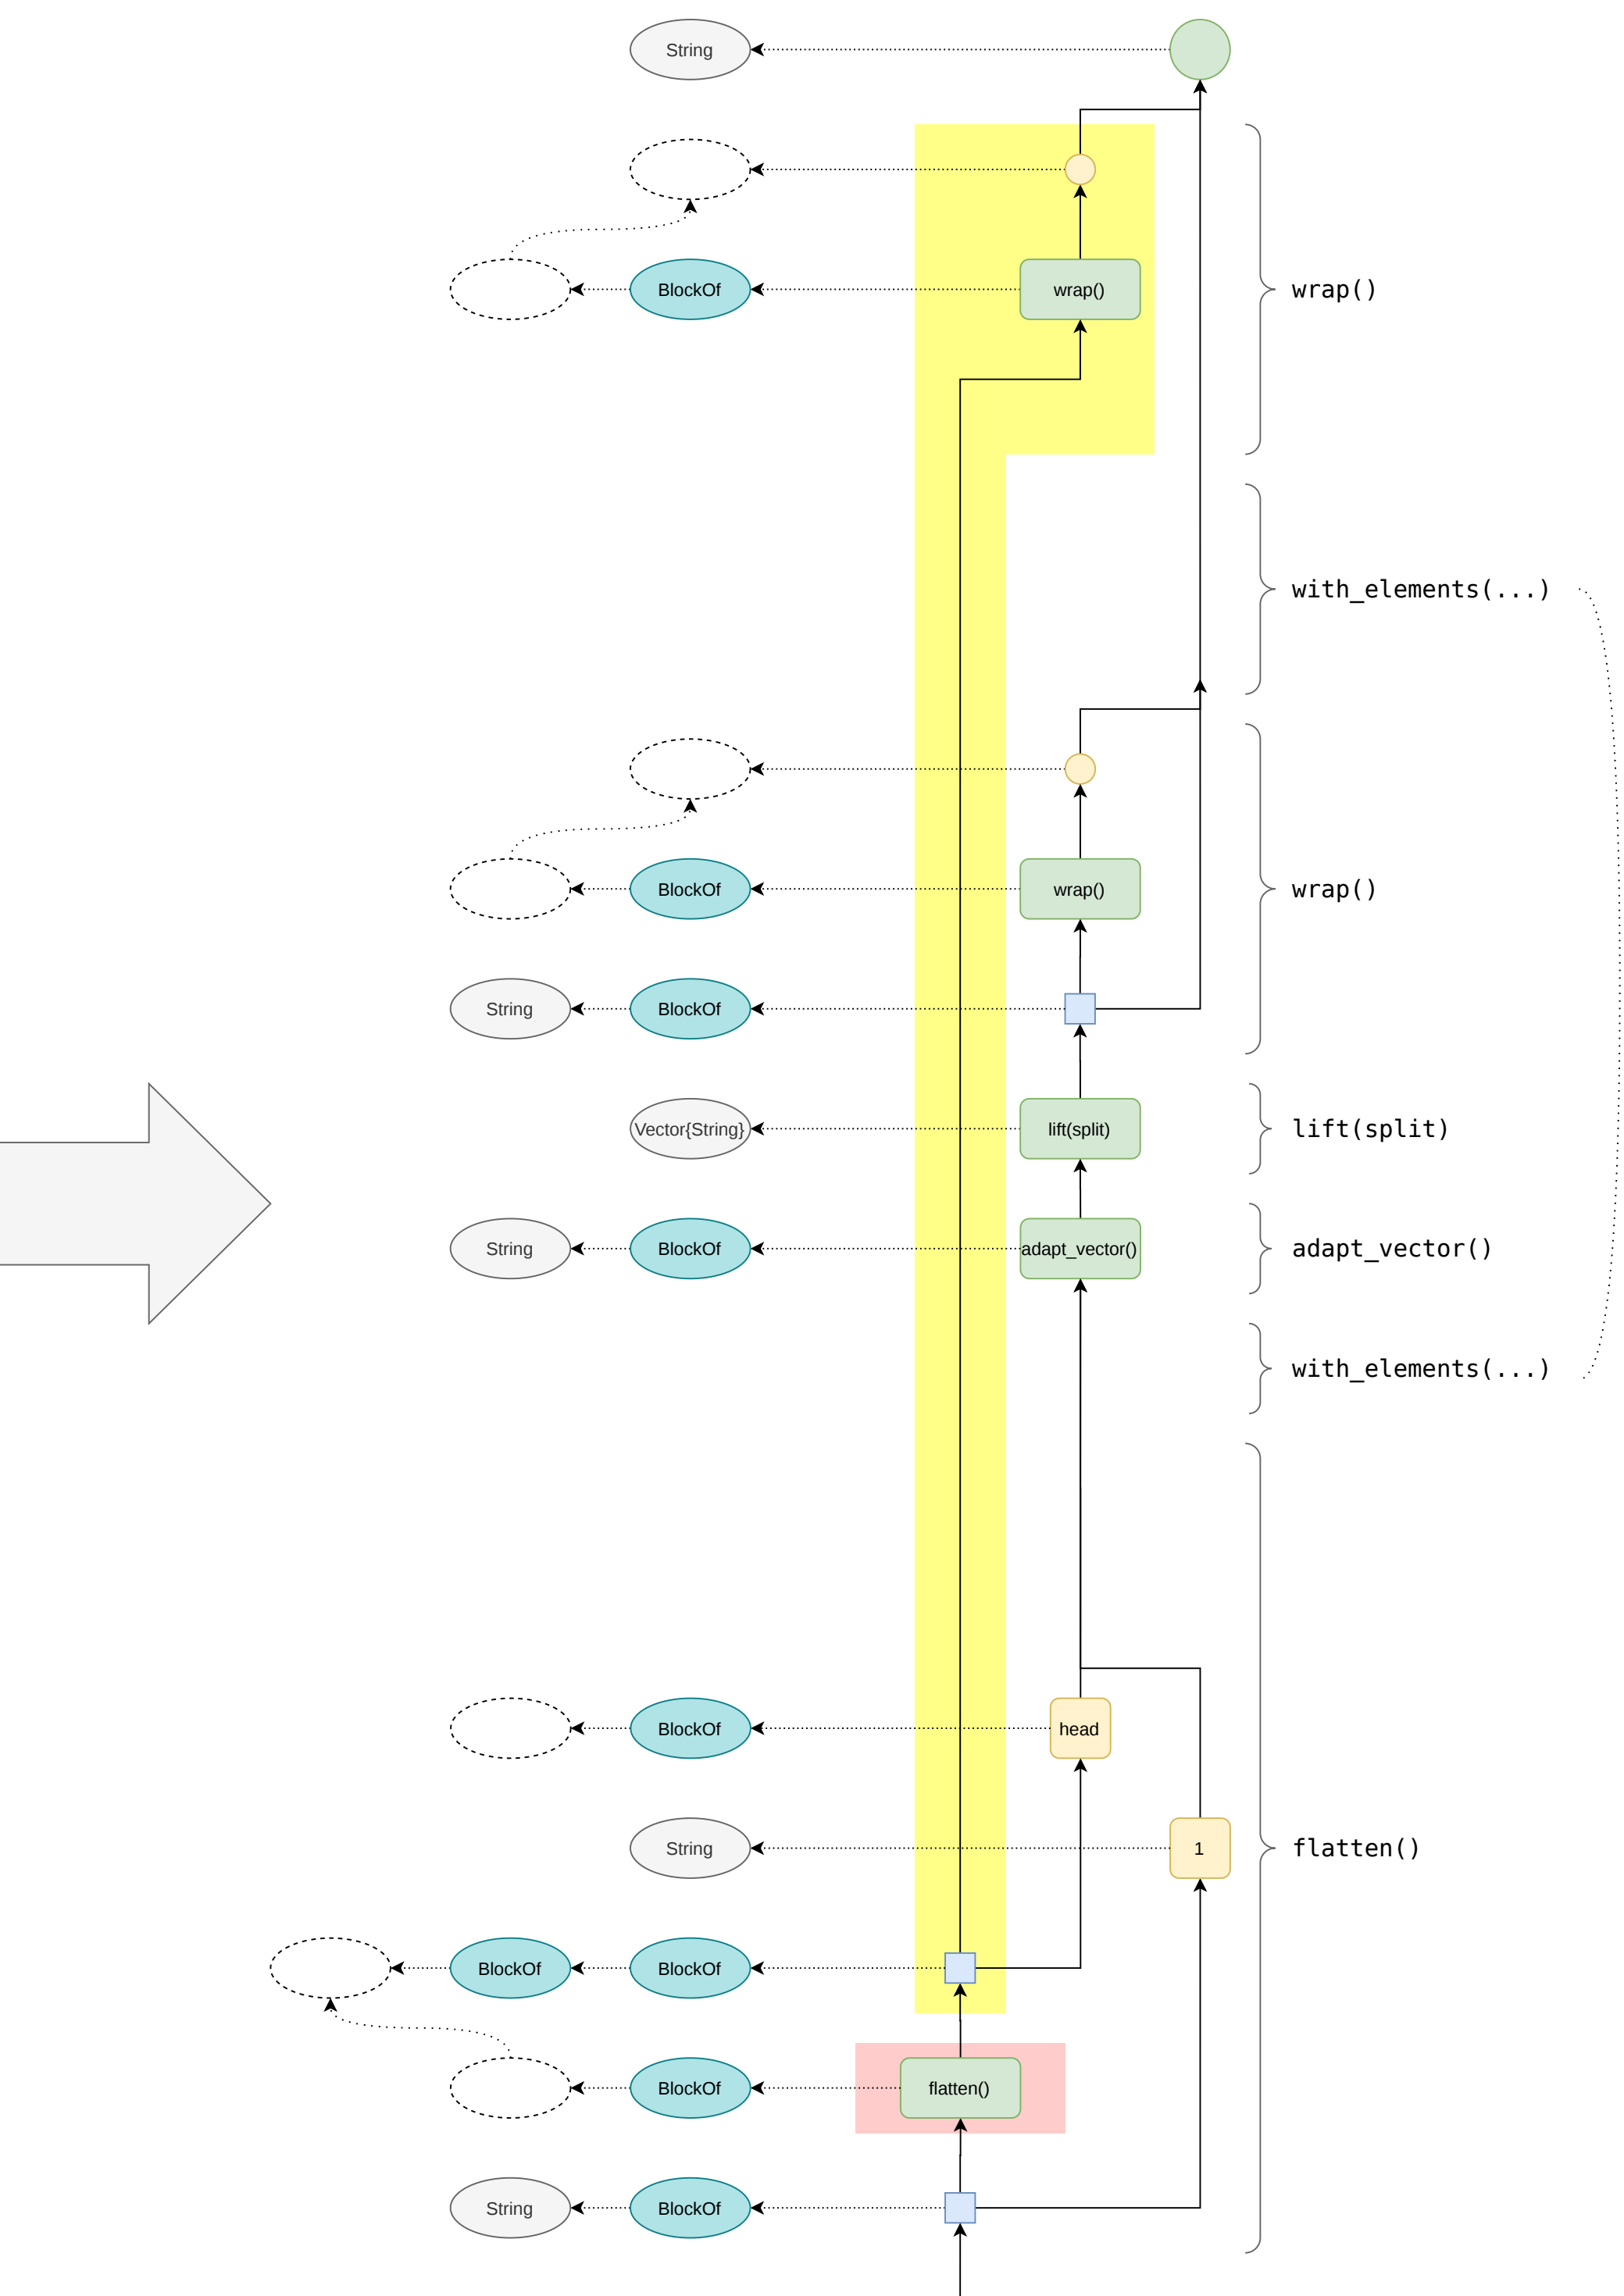 String
BlockOf
wrap()
wrap()
with_elements(...)
BlockOf
wrap()
wrap()
String
BlockOf
Vector{String}
lift(split)
lift(split)
String
BlockOf
adapt_vector()
adapt_vector()
with_elements(...)
BlockOf
head
String
1
flatten()
BlockOf
BlockOf
BlockOf
flatten()
String
BlockOf